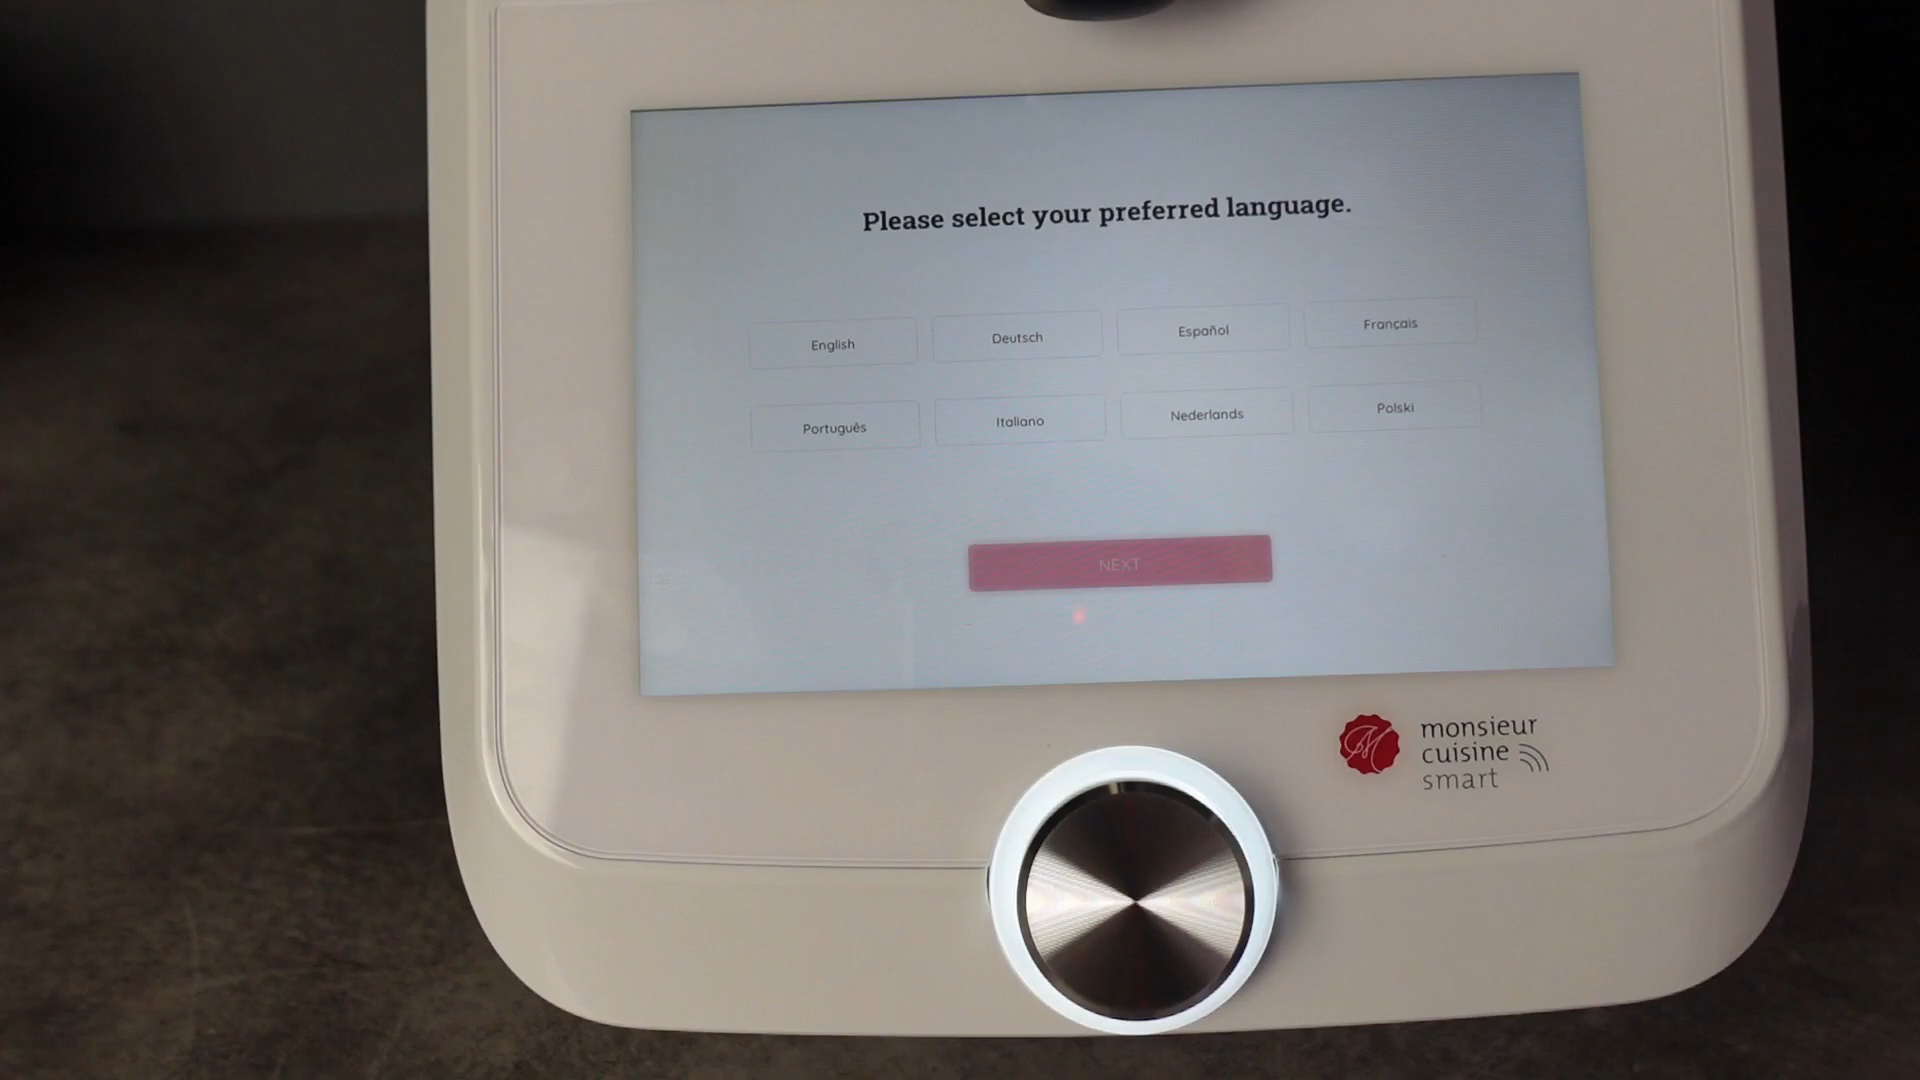 Please select your preferred language.
English
Deutsch
Español
Français
Português
Italiano
Nederlands
Polski
NEXT
monsieur
cuisine
smart